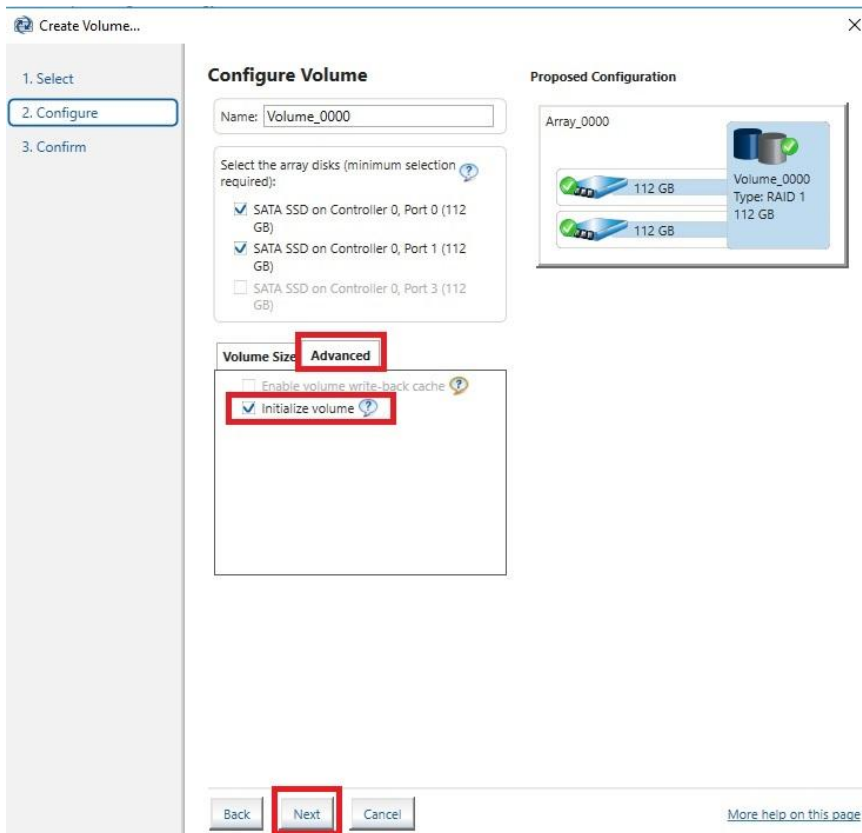 Create Volume...
1. Select
2. Configure
3. Confirm
Configure Volume
Name: Volume_0000
Select the array disks (minimum selection
required):
SATA SSD on Controller 0, Port 0 (112
GB)
SATA SSD on Controller 0, Port 1 (112
GB)
SATA SSD on Controller 0, Port 3 (112
GB)
Volume Size
Advanced
Enable volume write-back cache
Initialize volume
Proposed Configuration
Array_0000
112 GB
112 GB
Volume_0000
Type: RAID 1
112 GB
Back
Next
Cancel
More help on this page